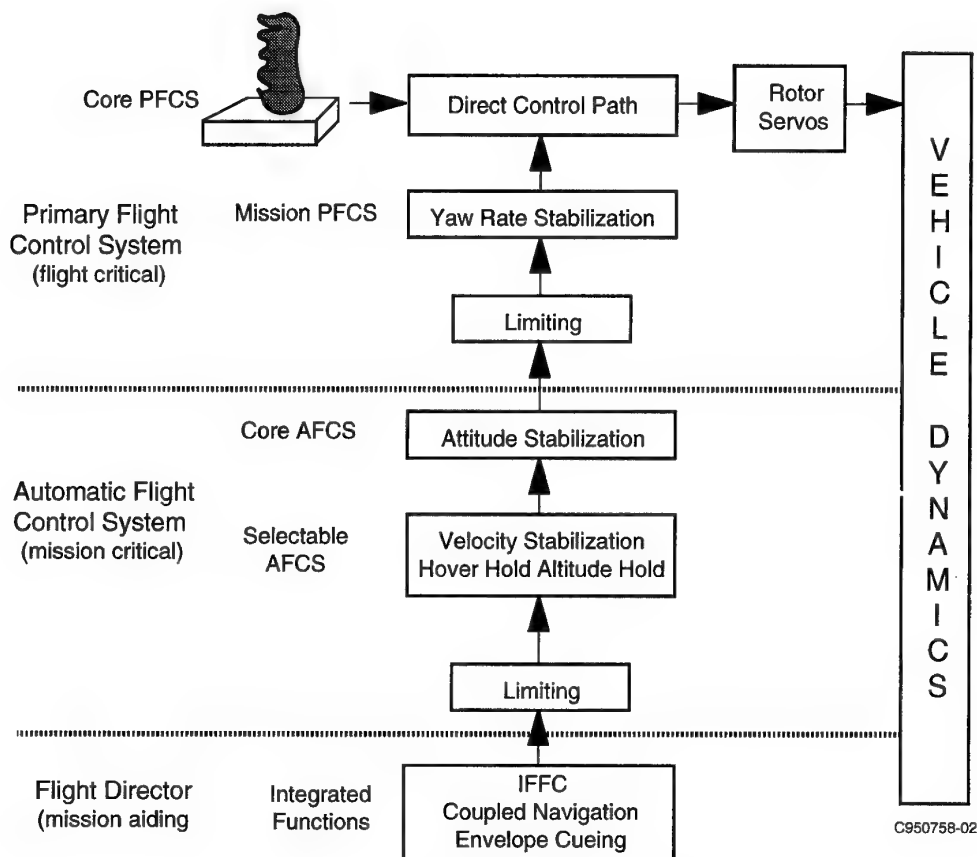 Core PFCS
Direct Control Path
Rotor
Servos
Primary Flight
Control System
(flight critical)
Mission PFCS
Yaw Rate Stabilization
Limiting
Core AFCS
Attitude Stabilization
Automatic Flight
Control System
(mission critical)
Selectable
AFCS
Velocity Stabilization
Hover Hold Altitude Hold
Limiting
Flight Director
(mission aiding
Integrated
Functions
IFFC
Coupled Navigation
Envelope Cueing
VEHICLE DYNAMICS
C950758-02